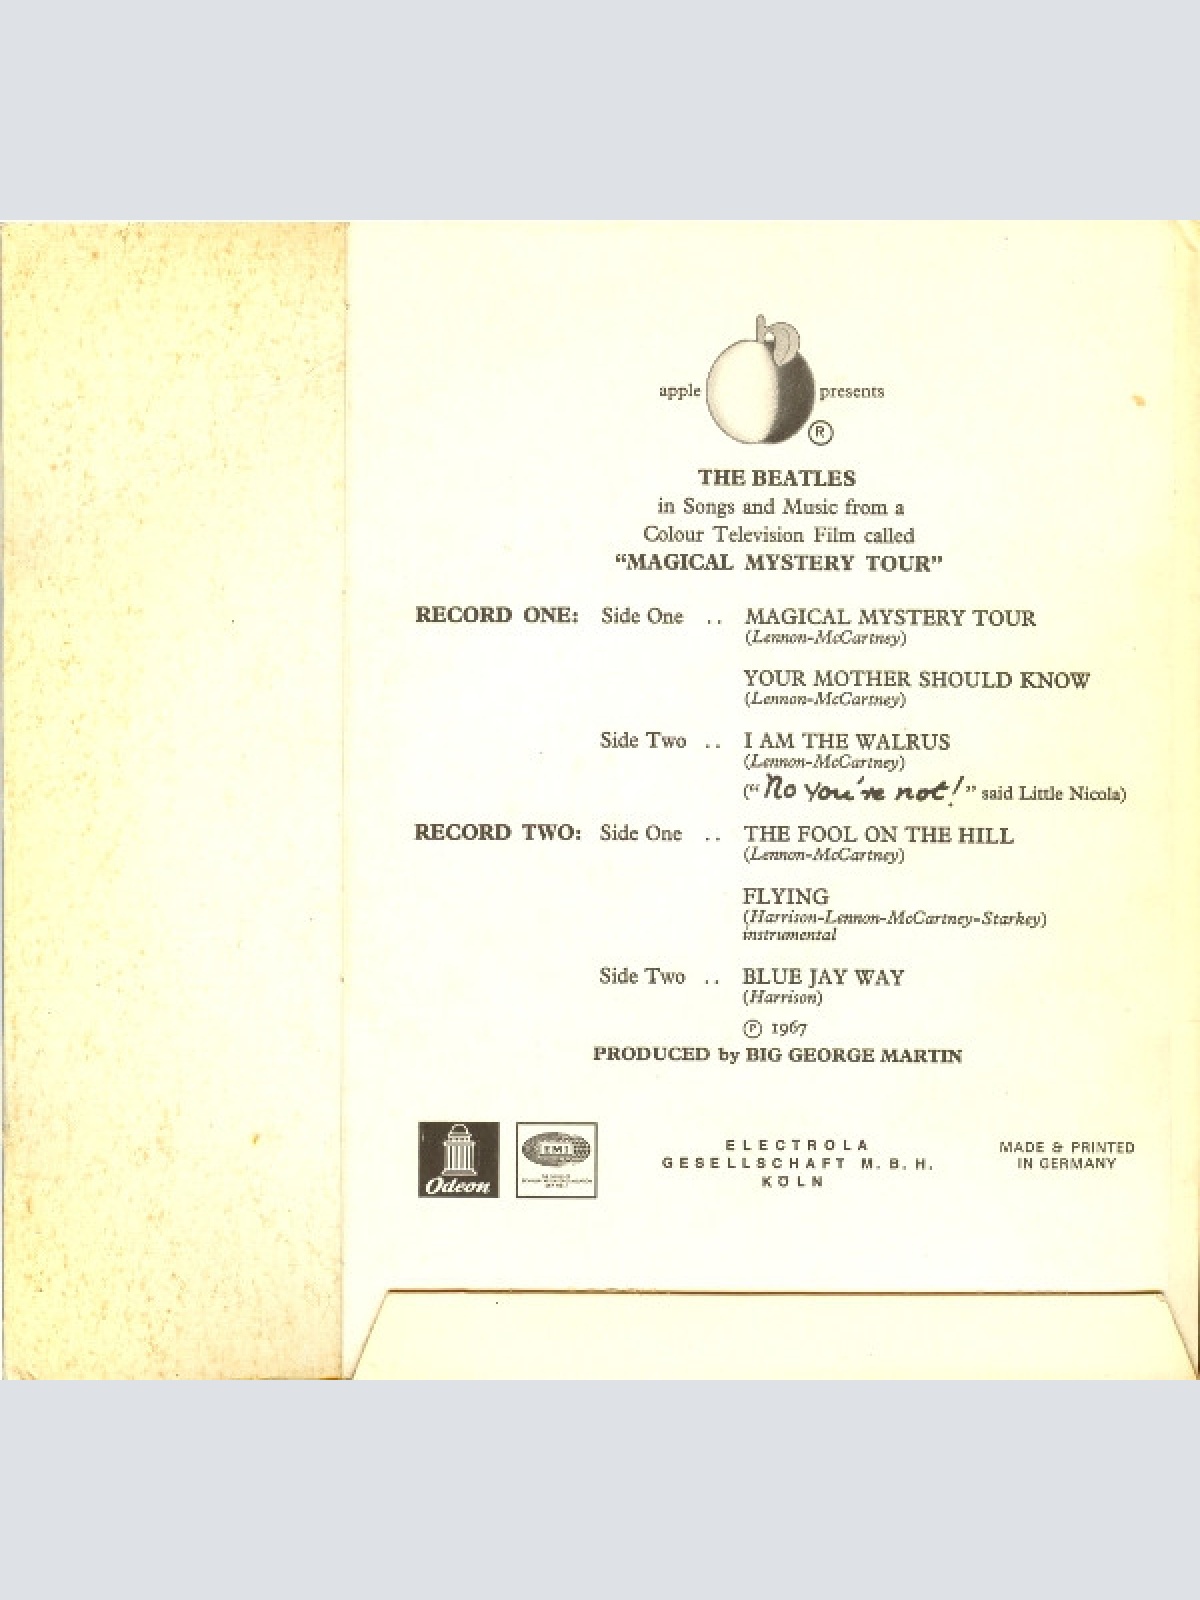 apple presents
®
THE BEATLES
in Songs and Music from a
Colour Television Film called
“MAGICAL MYSTERY TOUR”
RECORD ONE: Side One .. MAGICAL MYSTERY TOUR
(Lennon-McCartney)
YOUR MOTHER SHOULD KNOW
(Lennon-McCartney)
Side Two .. I AM THE WALRUS
(Lennon-McCartney)
(“No you're not!” said Little Nicola)
RECORD TWO: Side One .. THE FOOL ON THE HILL
(Lennon-McCartney)
FLYING
(Harrison-Lennon-McCartney-Starkey)
instrumental
Side Two .. BLUE JAY WAY
(Harrison)
℗ 1967
PRODUCED by BIG GEORGE MARTIN
Odeon
EMI
ELECTROLA
GESELLSCHAFT M.B.H.
KÖLN
MADE & PRINTED
IN GERMANY